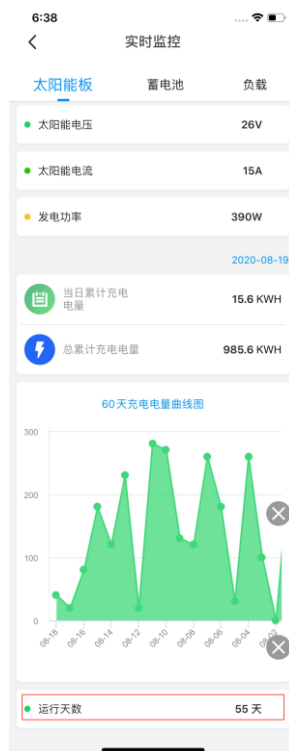 6:38
实时监控
太阳能板 蓄电池 负载
太阳能电压 26V
太阳能电流 15A
发电功率 390W
2020-08-19
当日累计充电
电量 15.6 KWH
总累计充电电量 985.6 KWH
60天充电电量曲线图
300
200
100
0
08-18 08-16 08-14 08-12 08-10 08-08 08-06 08-04 08-02
运行天数 55 天